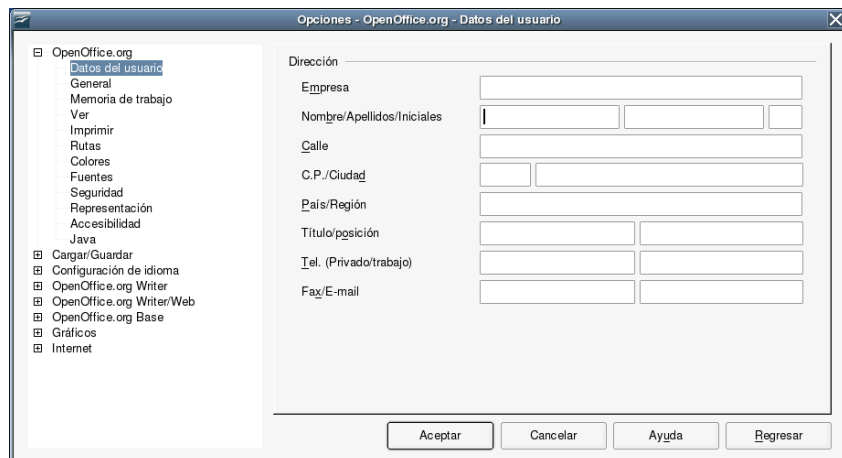 Opciones - OpenOffice.org - Datos del usuario
OpenOffice.org
Datos del usuario
General
Memoria de trabajo
Ver
Imprimir
Rutas
Colores
Fuentes
Seguridad
Representación
Accesibilidad
Java
Cargar/Guardar
Configuración de idioma
OpenOffice.org Writer
OpenOffice.org Writer/Web
OpenOffice.org Base
Gráficos
Internet
Dirección
Empresa
Nombre/Apellidos/Iniciales
Calle
C.P./Ciudad
País/Región
Título/posición
Tel. (Privado/trabajo)
Fax/E-mail
Aceptar
Cancelar
Ayuda
Regresar